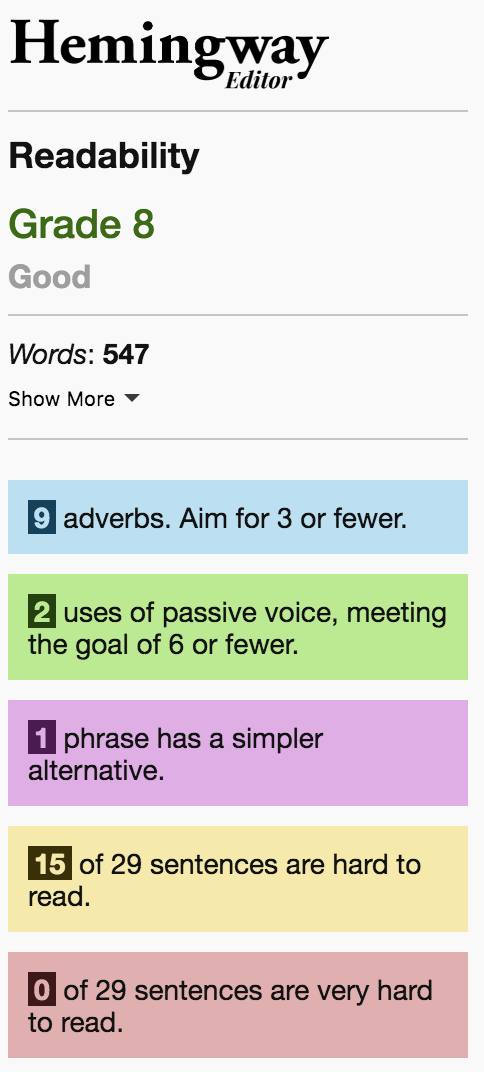 Hemingway
Editor
Readability
Grade 8
Good
Words: 547
Show More
9 adverbs. Aim for 3 or fewer.
2 uses of passive voice, meeting
the goal of 6 or fewer.
1 phrase has a simpler
alternative.
15 of 29 sentences are hard to
read.
0 of 29 sentences are very hard
to read.